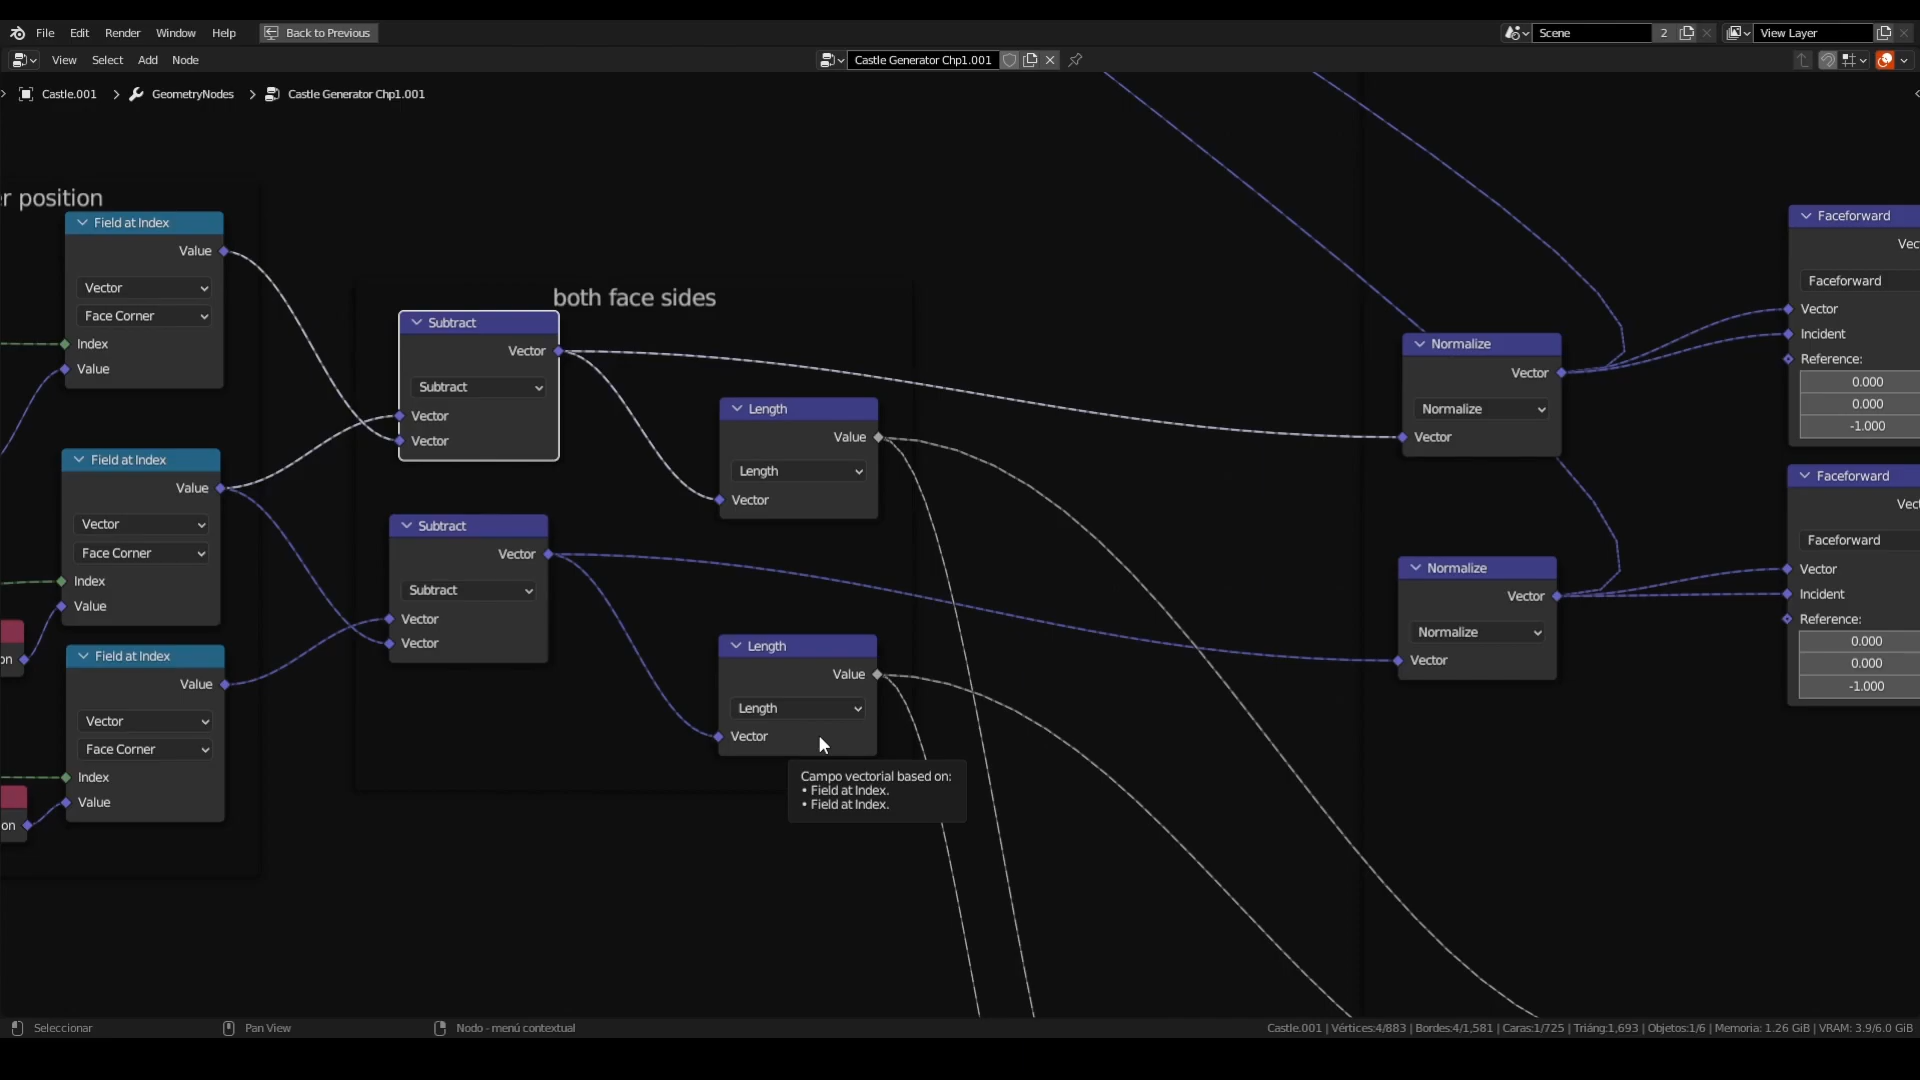 File Edit Render Window Help Back to Previous Scene 2 View Layer
View Select Add Node Castle Generator Chp1.001
Castle.001 GeometryNodes Castle Generator Chp1.001
r position
Field at Index
Value
Vector
Face Corner
Index
Value
Field at Index
Value
Vector
Face Corner
Index
Value
on
Field at Index
Value
Vector
Face Corner
Index
Value
on
both face sides
Subtract
Vector
Subtract
Vector
Vector
Length
Value
Length
Vector
Subtract
Vector
Subtract
Vector
Vector
Length
Value
Length
Vector
Campo vectorial based on:
• Field at Index.
• Field at Index.
Normalize
Vector
Normalize
Vector
Normalize
Vector
Normalize
Vector
Faceforward
Vec
Faceforward
Vector
Incident
Reference:
0.000
0.000
-1.000
Faceforward
Vec
Faceforward
Vector
Incident
Reference:
0.000
0.000
-1.000
Seleccionar Pan View Nodo - menú contextual Castle.001 | Vértices:4/883 | Bordes:4/1,581 | Caras:1/725 | Triáng:1,693 | Objetos:1/6 | Memoria: 1.26 GiB | VRAM: 3.9/6.0 GiB